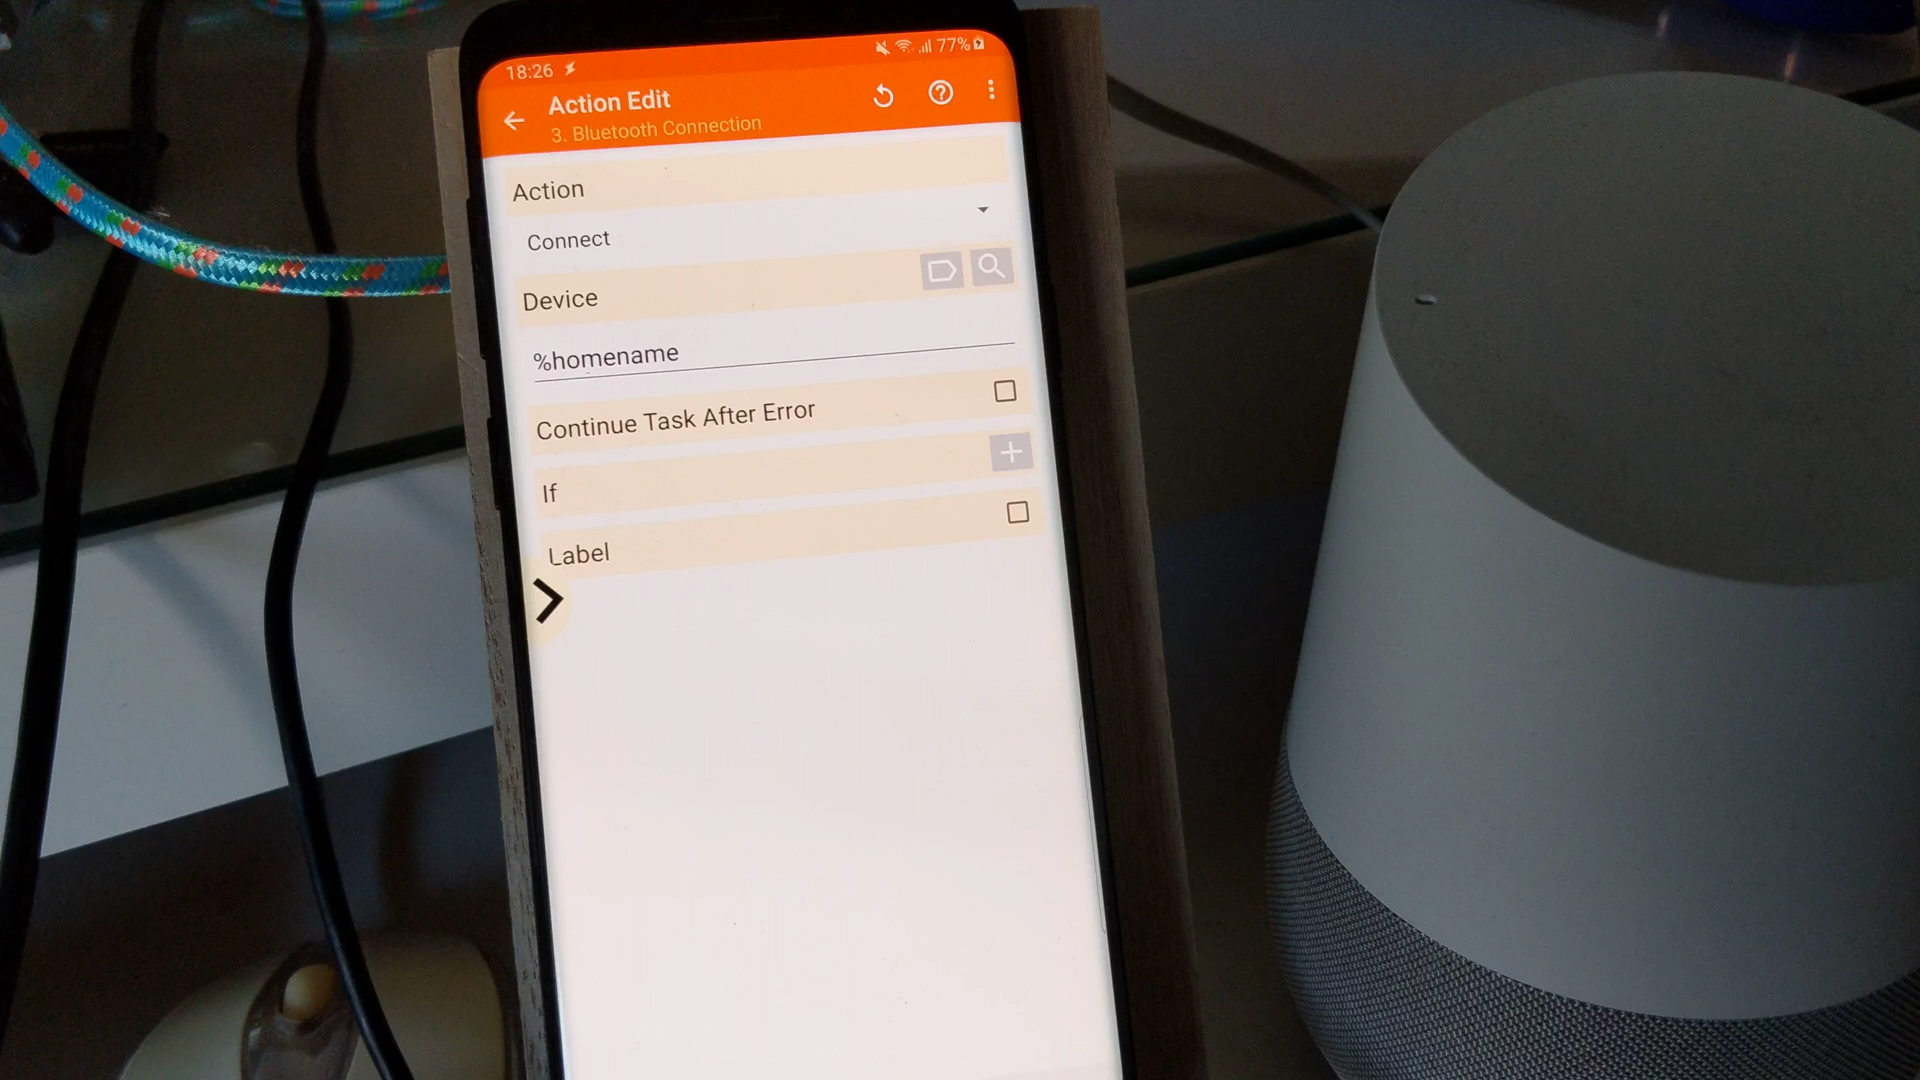 18:26 77%
Action Edit
3. Bluetooth Connection
Action
Connect
Device
%homename
Continue Task After Error
If
Label